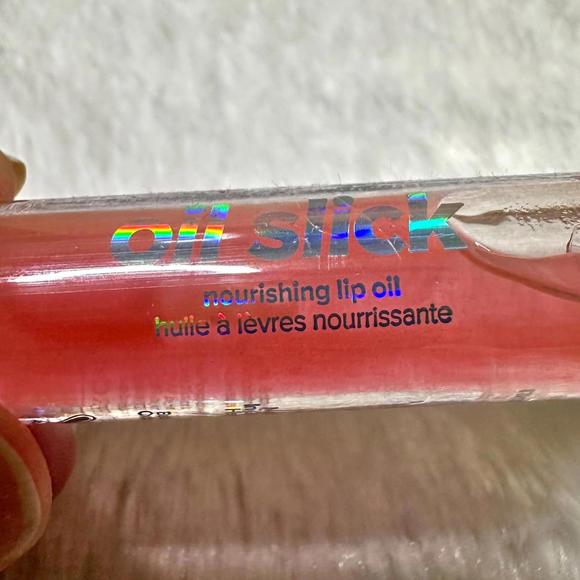 oil slick
nourishing lip oil
huile à lèvres nourrissante